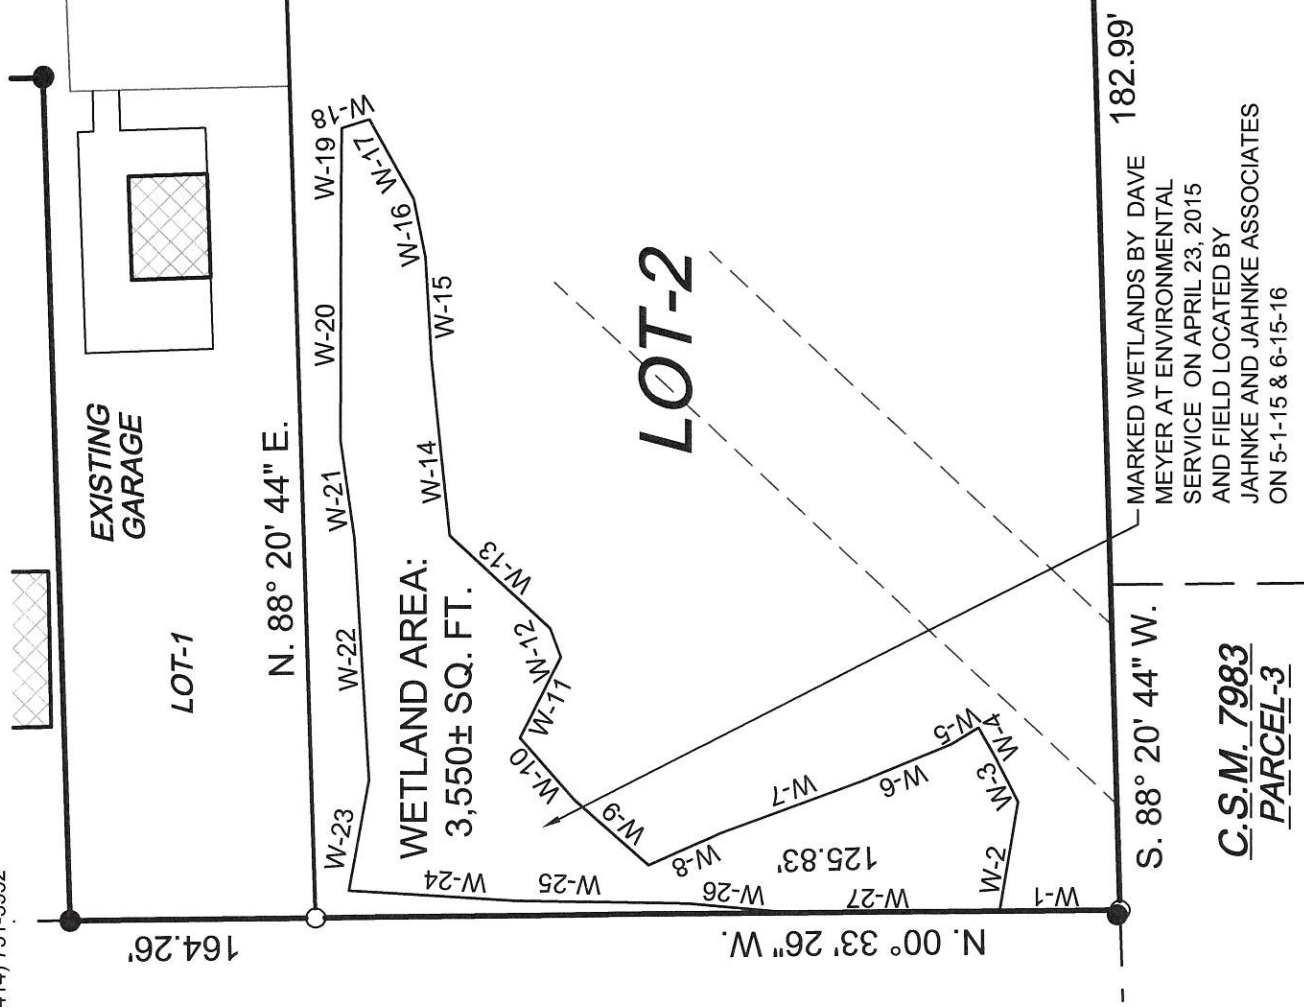 EXISTING
GARAGE
LOT-1
164.26'
N. 88° 20' 44" E.
W-18
W-19
W-17
W-16
W-20
W-15
W-14
W-21
W-13
W-22
W-12
W-11
W-10
W-23
W-9
W-24
W-25
W-8
W-26
W-7
W-6
W-5
W-4
W-3
W-2
W-27
W-1
WETLAND AREA:
3,550± SQ. FT.
LOT-2
125.83'
N. 00° 33' 26" W.
182.99'
S. 88° 20' 44" W.
MARKED WETLANDS BY DAVE
MEYER AT ENVIRONMENTAL
SERVICE ON APRIL 23, 2015
AND FIELD LOCATED BY
JAHNKE AND JAHNKE ASSOCIATES
ON 5-1-15 & 6-15-16
C.S.M. 7983
PARCEL-3